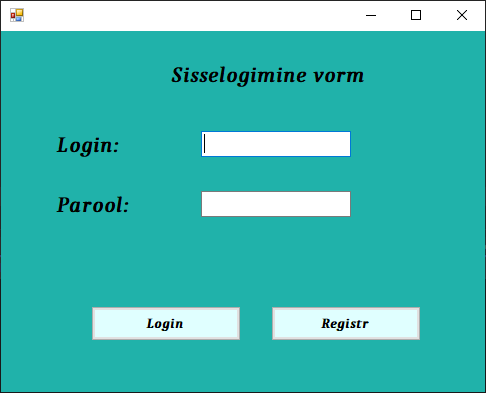 Sisselogimine vorm
Login:
Parool:
Login Registr